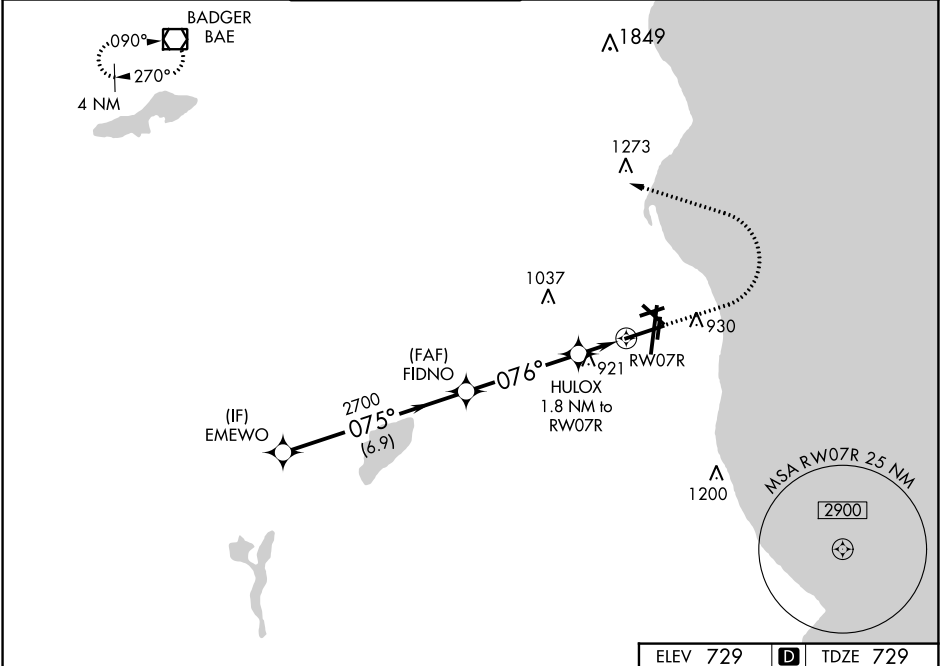 BADGER
BAE
090°
270°
4 NM
1849
1273
1037
930
(FAF)
FIDNO
076°
921
RW07R
HULOX
1.8 NM to
RW07R
(IF)
EMEWO
2700
075°
(6.9)
1200
MSA RW07R 25 NM
2900
ELEV 729 D TDZE 729